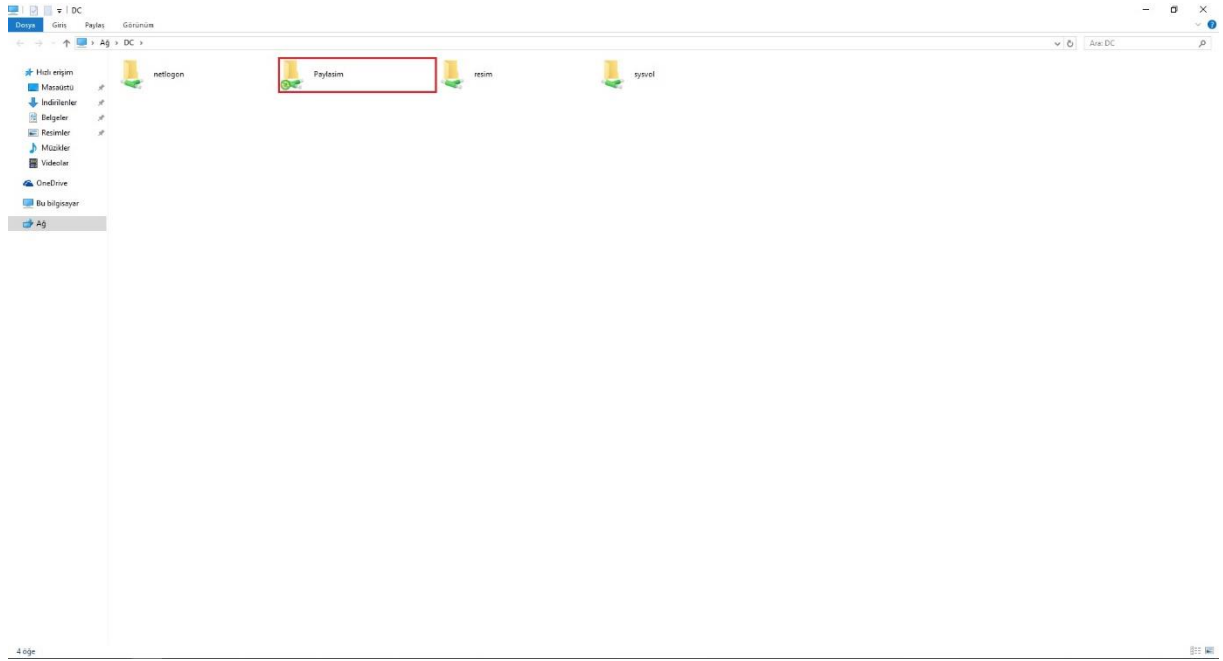 DC
Dosya Giriş Paylaş Görünüm
Ağ > DC >
Ara: DC
Hızlı erişim
Masaüstü
İndirilenler
Belgeler
Resimler
Müzikler
Videolar
OneDrive
Bu bilgisayar
Ağ
netlogon
Paylasim
resim
sysvol
4 öğe